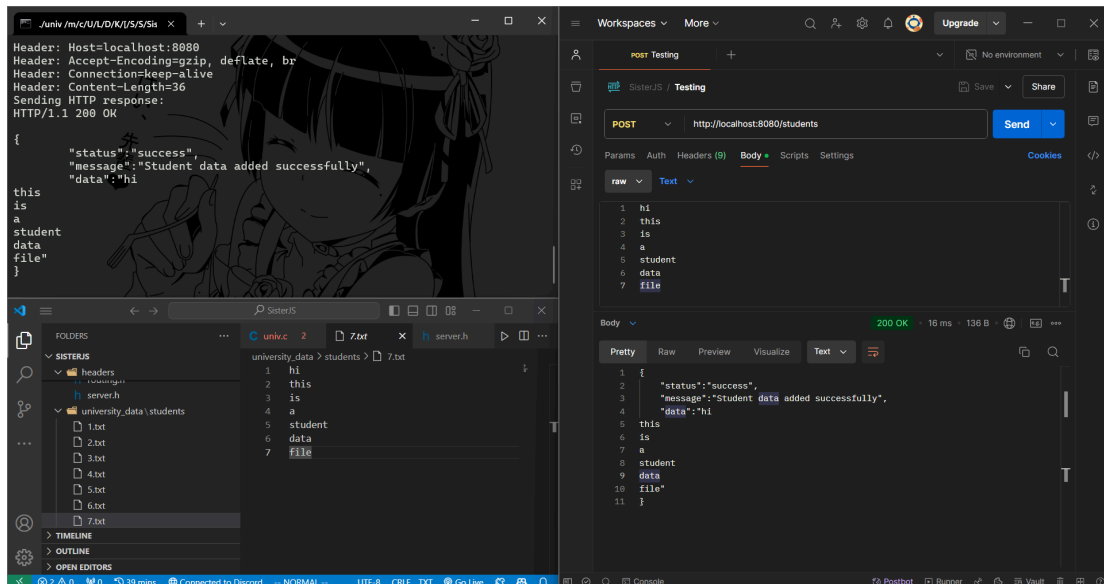 ./univ /m/c/U/L/D/K/[/S/S/Sis
Header: Host=localhost:8080
Header: Accept-Encoding=gzip, deflate, br
Header: Connection=keep-alive
Header: Content-Length=36
Sending HTTP response:
HTTP/1.1 200 OK
{
"status":"success",
"message":"Student data added successfully",
"data":"hi
this
is
a
student
data
file"
}
SisterJS
FOLDERS
SISTERJS
headers
routing.h
server.h
university_data \ students
1.txt
2.txt
3.txt
4.txt
5.txt
6.txt
7.txt
TIMELINE
OUTLINE
OPEN EDITORS
univ.c 2
7.txt
server.h
university_data > students > 7.txt
1 hi
2 this
3 is
4 a
5 student
6 data
7 file
2 0 0 39 mins Connected to Discord -- NORMAL -- UTF-8 CRLF TXT Go Live
Workspaces More Upgrade
POST Testing No environment
SisterJS / Testing Save Share
POST http://localhost:8080/students Send
Params Auth Headers (9) Body Scripts Settings Cookies
raw Text
1 hi
2 this
3 is
4 a
5 student
6 data
7 file
Body 200 OK 16 ms 136 B
Pretty Raw Preview Visualize Text
1 {
2 "status":"success",
3 "message":"Student data added successfully",
4 "data":"hi
5 this
6 is
7 a
8 student
9 data
10 file"
11 }
Console Postbot Runner Vault